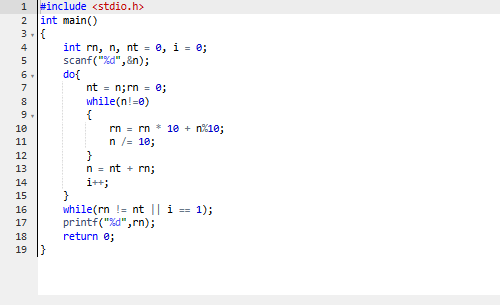 1 #include <stdio.h>
2 int main()
3 {
4 int rn, n, nt = 0, i = 0;
5 scanf("%d",&n);
6 do{
7 nt = n;rn = 0;
8 while(n!=0)
9 {
10 rn = rn * 10 + n%10;
11 n /= 10;
12 }
13 n = nt + rn;
14 i++;
15 }
16 while(rn != nt || i == 1);
17 printf("%d",rn);
18 return 0;
19 }